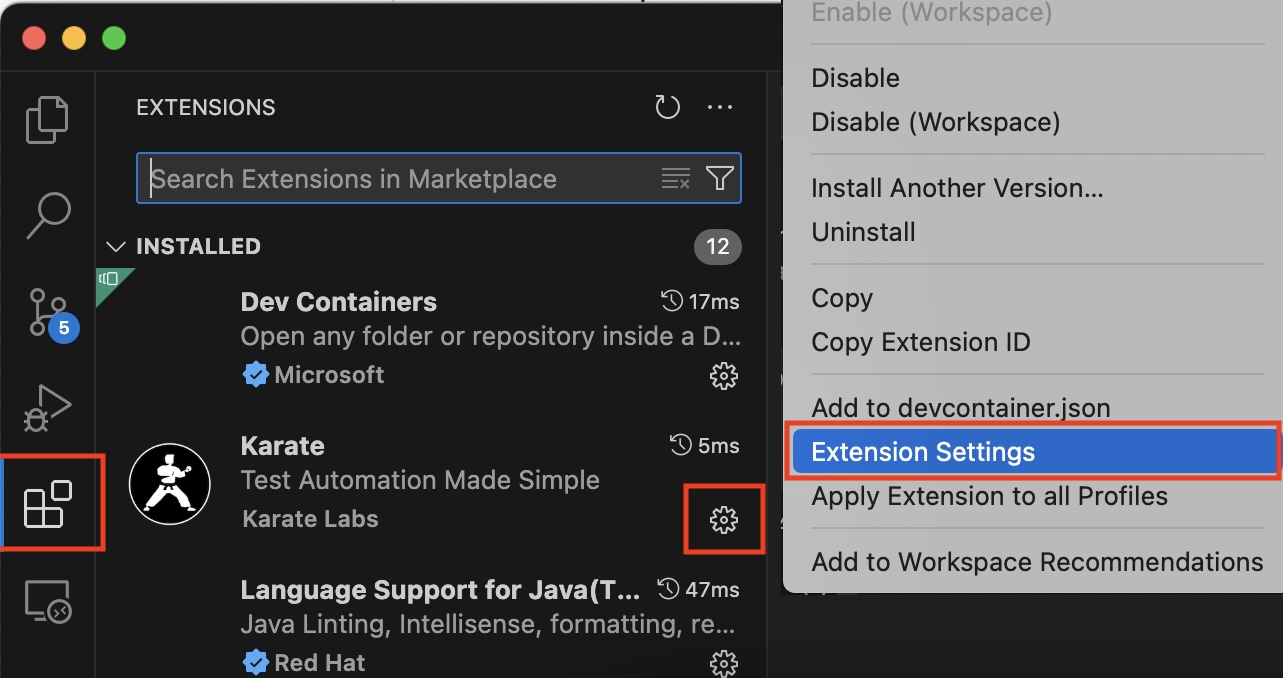 EXTENSIONS
Search Extensions in Marketplace
INSTALLED
12
Dev Containers
17ms
Open any folder or repository inside a D...
Microsoft
5
Karate
5ms
Test Automation Made Simple
Karate Labs
Language Support for Java(T...
47ms
Java Linting, Intellisense, formatting, re...
Red Hat
Enable (Workspace)
Disable
Disable (Workspace)
Install Another Version...
Uninstall
Copy
Copy Extension ID
Add to devcontainer.json
Extension Settings
Apply Extension to all Profiles
Add to Workspace Recommendations